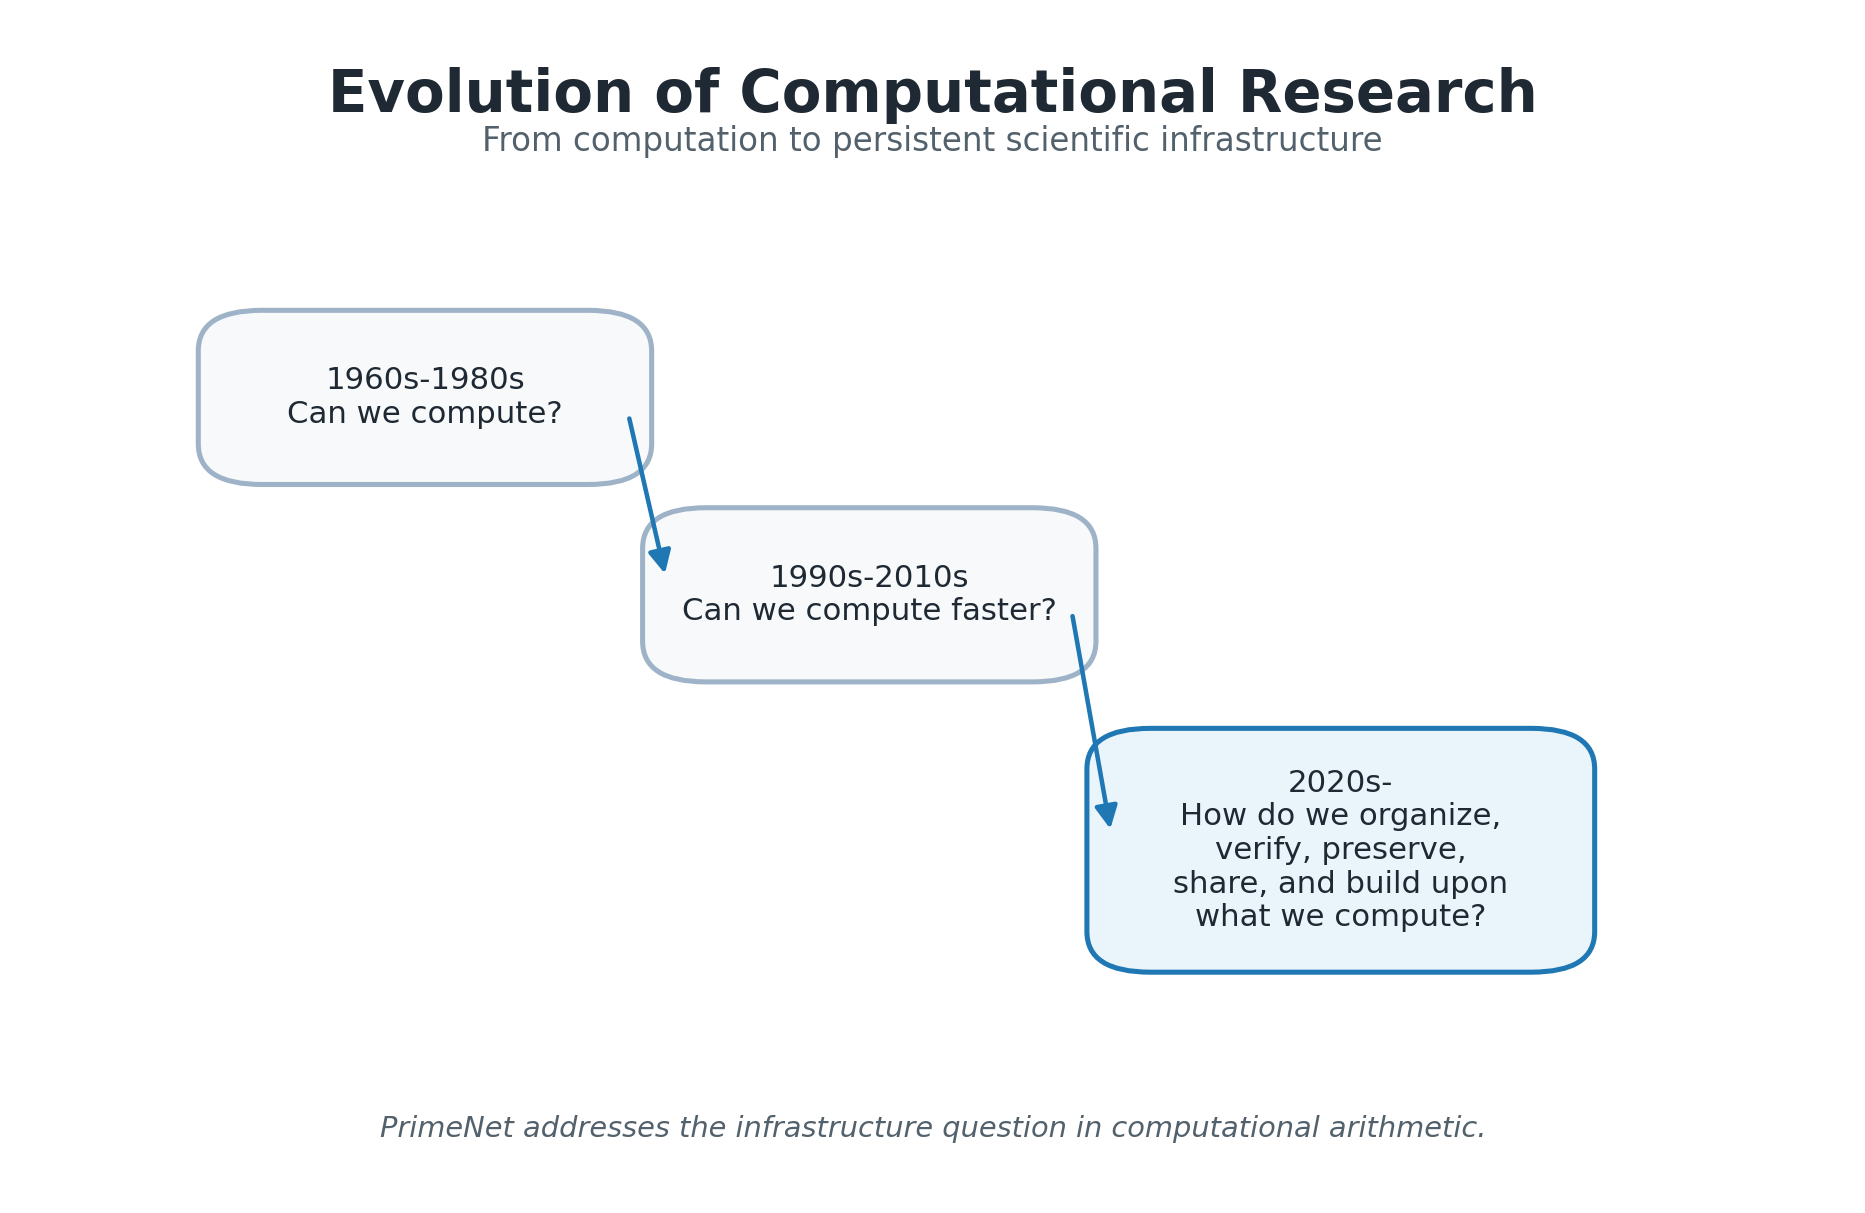 Evolution of Computational Research
From computation to persistent scientific infrastructure
1960s-1980s
Can we compute?
1990s-2010s
Can we compute faster?
2020s-
How do we organize,
verify, preserve,
share, and build upon
what we compute?
PrimeNet addresses the infrastructure question in computational arithmetic.